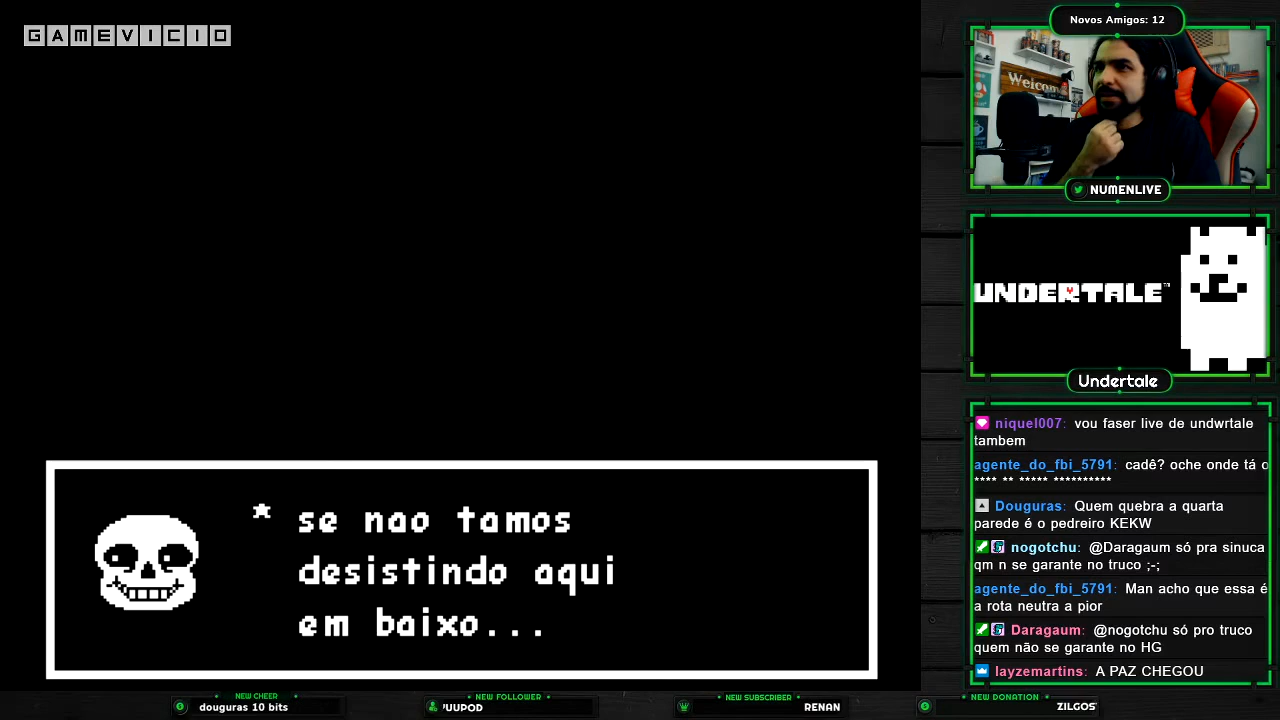 GAMEVICIO
* se nao tamos
desistindo aqui
em baixo...
Novos Amigos: 12
Welcome
NUMENLIVE
UNDERTALE™
Undertale
niquel007: vou faser live de undwrtale
tambem
agente_do_fbi_5791: cadê? oche onde tá o
**** ** ***** **********
Douguras: Quem quebra a quarta
parede é o pedreiro KEKW
nogotchu: @Daragaum só pra sinuca
qm n se garante no truco ;-;
agente_do_fbi_5791: Man acho que essa é
a rota neutra a pior
Daragaum: @nogotchu só pro truco
quem não se garante no HG
layzemartins: A PAZ CHEGOU
NEW CHEER
douguras 10 bits
NEW FOLLOWER
UUPOD
NEW SUBSCRIBER
RENAN
NEW DONATION
ZILGOS